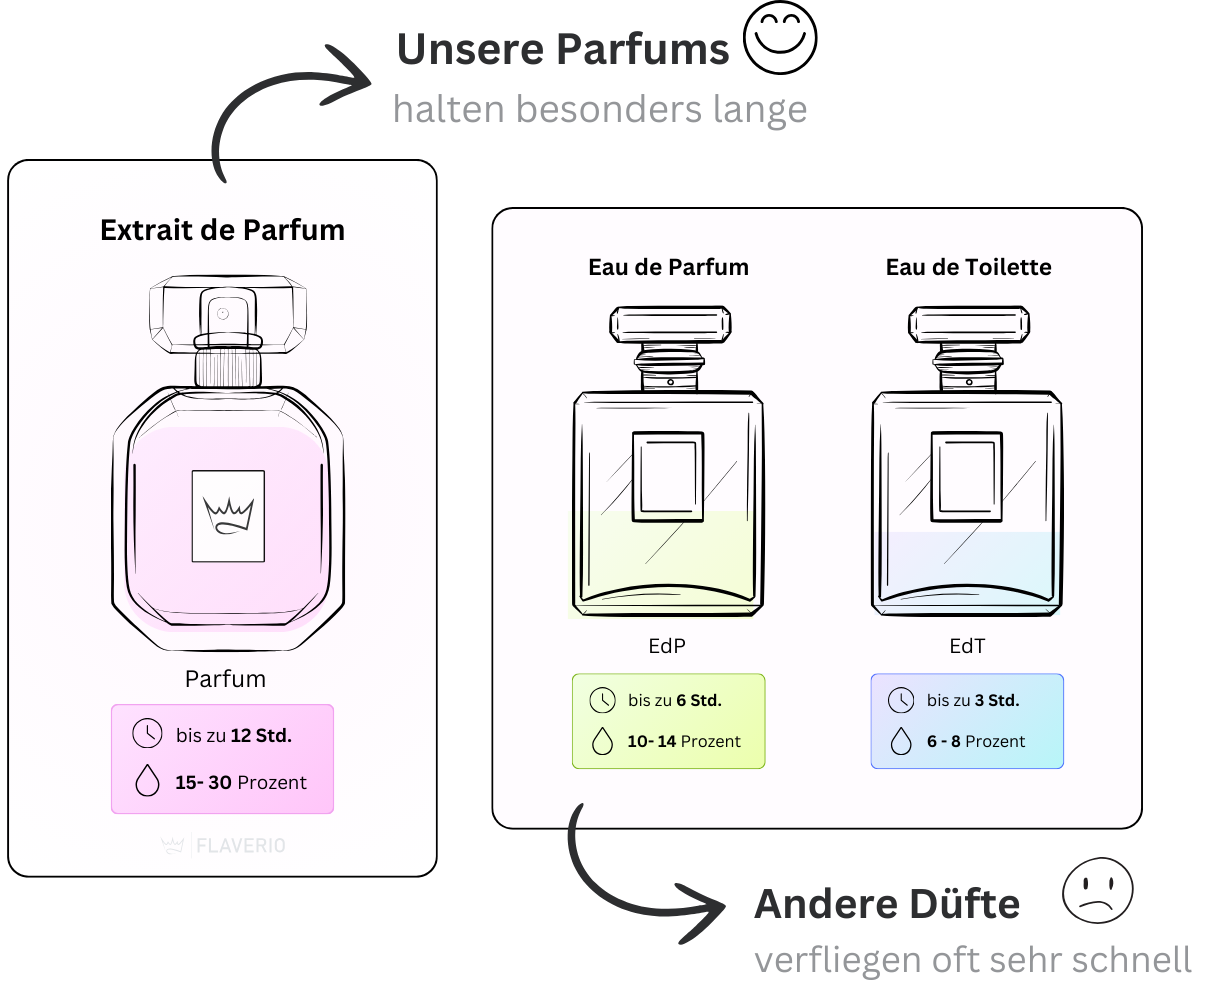 Unsere Parfums
halten besonders lange
Extrait de Parfum
Parfum
bis zu 12 Std.
15- 30 Prozent
FLAVERIO
Eau de Parfum
EdP
bis zu 6 Std.
10- 14 Prozent
Eau de Toilette
EdT
bis zu 3 Std.
6 - 8 Prozent
Andere Düfte
verfliegen oft sehr schnell